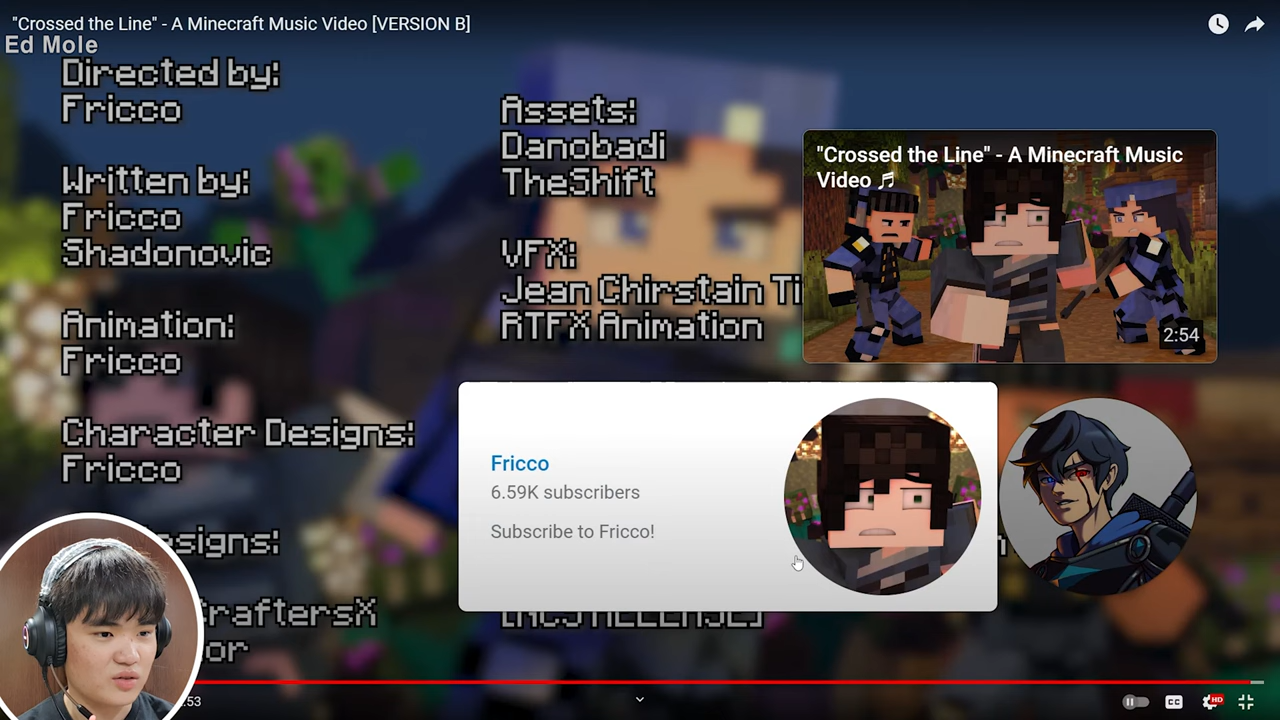 "Crossed the Line" - A Minecraft Music Video [VERSION B]
Ed Mole
Directed by:
Fricco
Written by:
Fricco
Shadonovic
Animation:
Fricco
Character Designs:
Fricco
esigns:
raftersX
or
Assets:
Danobadi
TheShift
VFX:
Jean Chirstain Ti
RTFX Animation
"Crossed the Line" - A Minecraft Music
Video ♬
2:54
Fricco
6.59K subscribers
Subscribe to Fricco!
:53
CC
HD